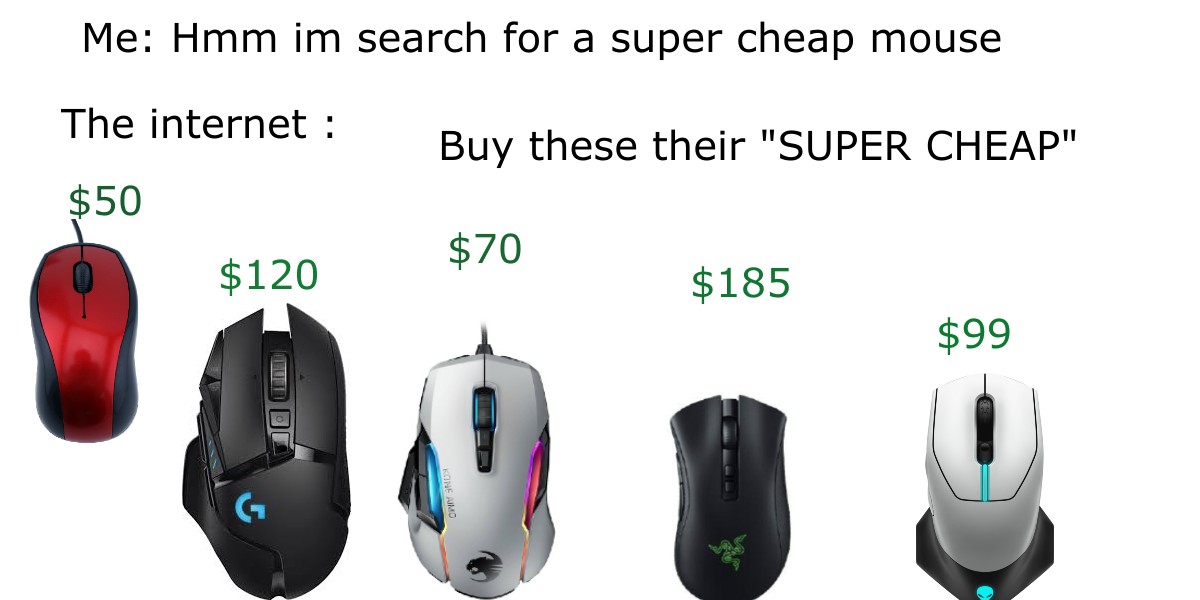 Me: Hmm im search for a super cheap mouse
The internet :
Buy these their "SUPER CHEAP"
$50
$120
$70
$185
$99
KONE AIMO